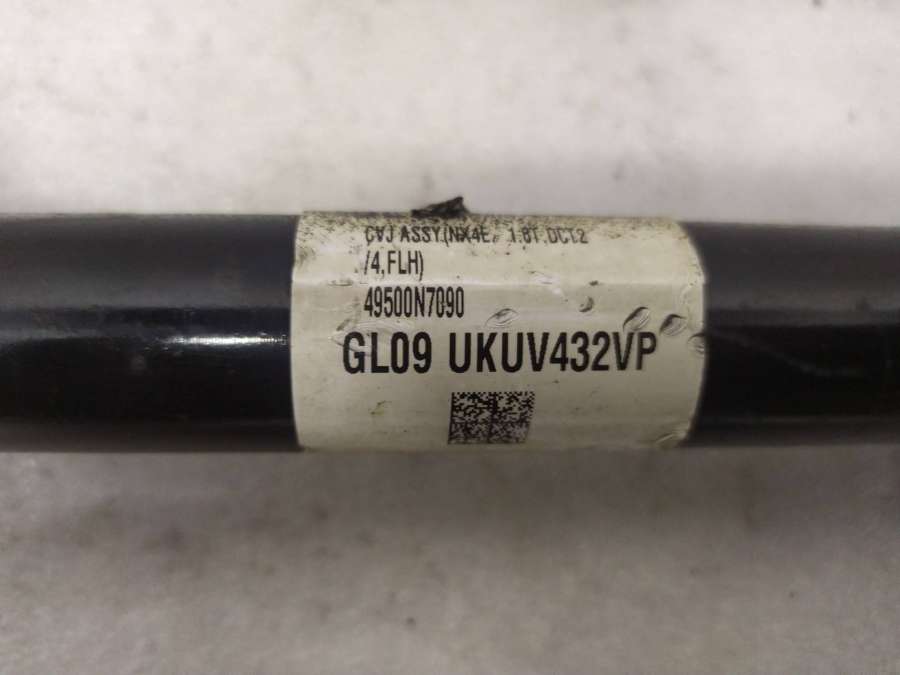 CVJ ASSY(NX4E, 1.6T,DCT2
/4,FLH)
49500N7090
GL09 UKUV432VP